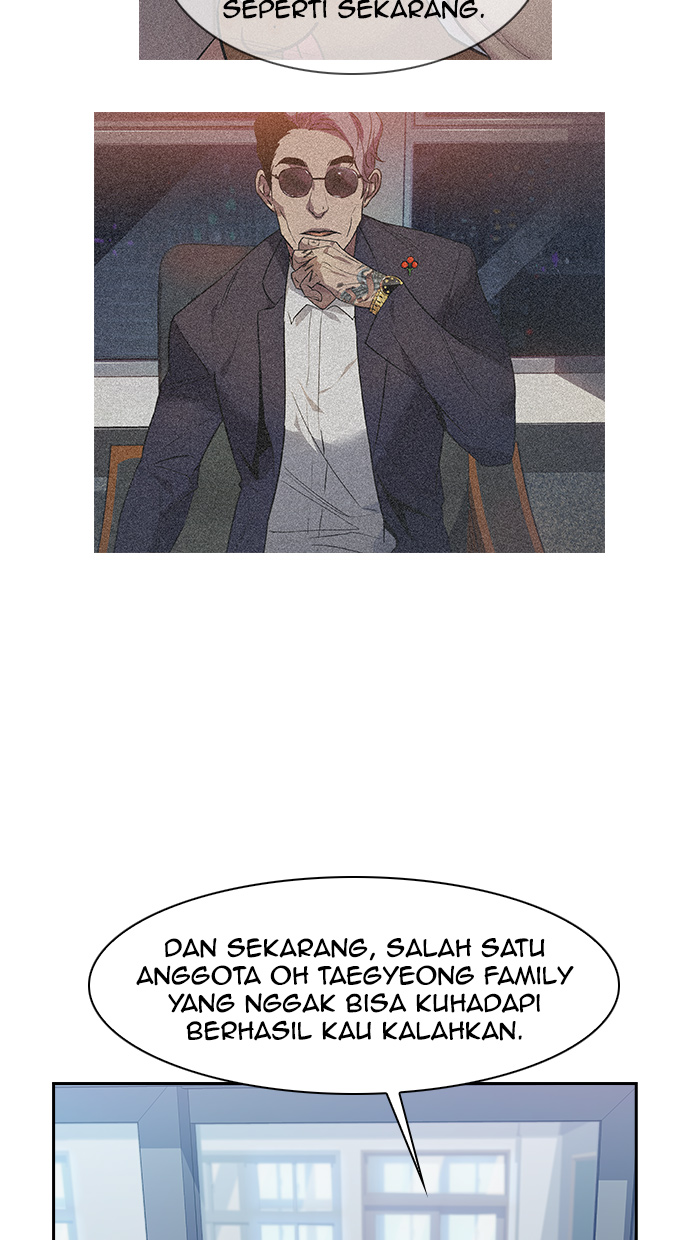 SEPERTI SEKARANG.
DAN SEKARANG, SALAH SATU
ANGGOTA OH TAEGYEONG FAMILY
YANG NGGAK BISA KUHADAPI
BERHASIL KAU KALAHKAN.